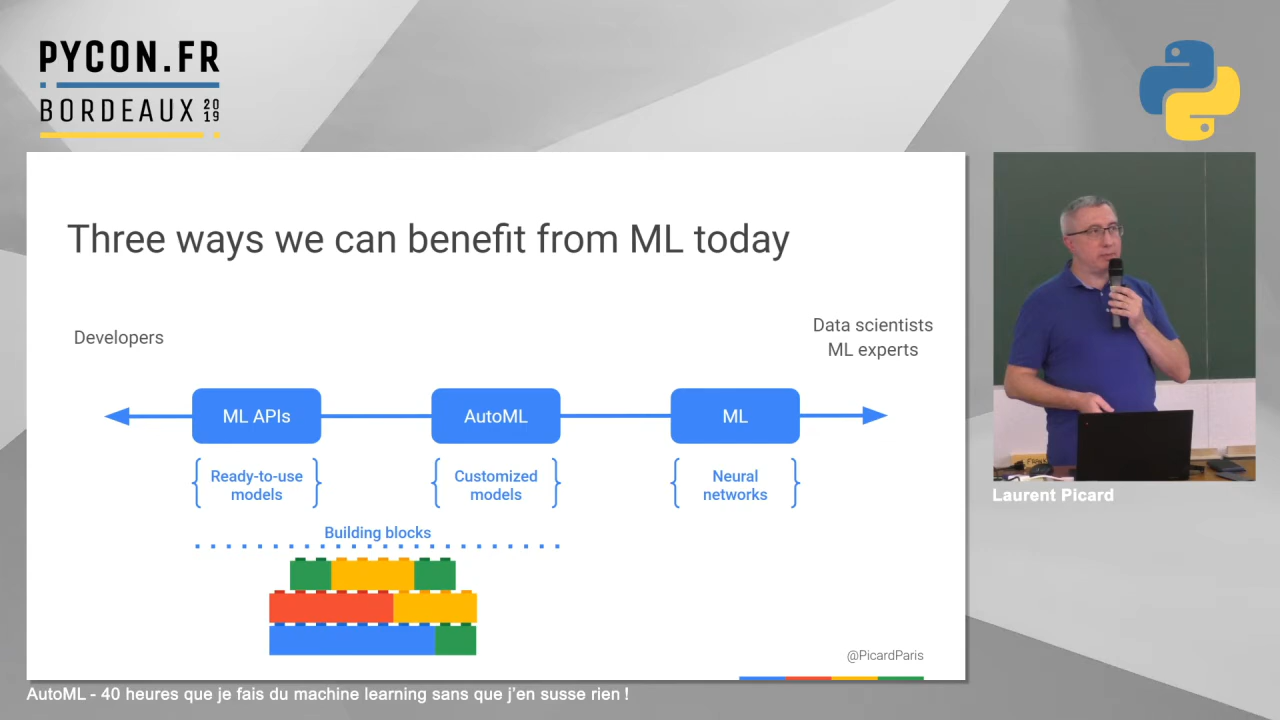 PYCON.FR
BORDEAUX 2019
Three ways we can benefit from ML today
Developers
Data scientists
ML experts
ML APIs
AutoML
ML
Ready-to-use
models
Customized
models
Neural
networks
Building blocks
@PicardParis
Laurent Picard
AutoML - 40 heures que je fais du machine learning sans que j'en susse rien !